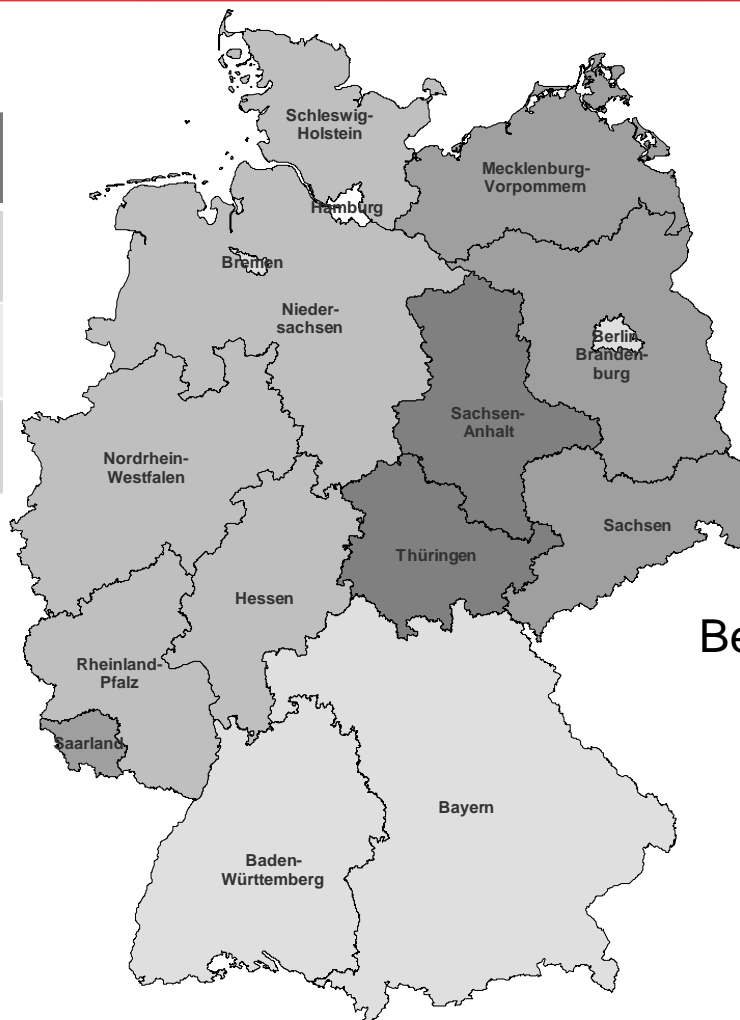 Schleswig-
Holstein
Mecklenburg-
Vorpommern
Hamburg
Bremen
Nieder-
sachsen
Berlin
Branden-
burg
Sachsen-
Anhalt
Nordrhein-
Westfalen
Sachsen
Thüringen
Hessen
Be
Rheinland-
Pfalz
Saarland
Bayern
Baden-
Württemberg